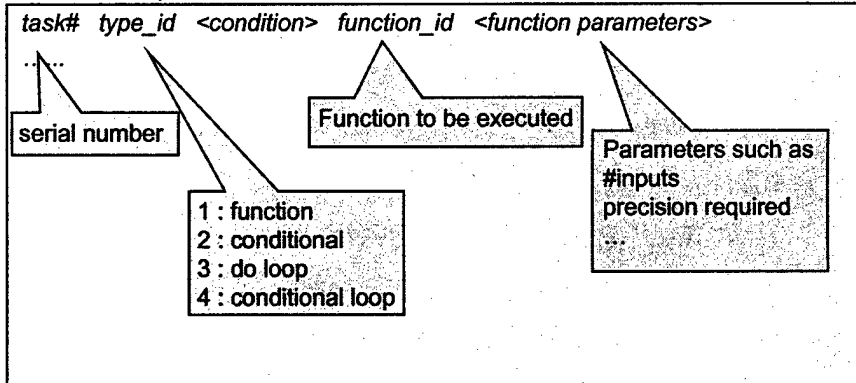 task# type_id <condition> function_id <function parameters>
......
serial number
Function to be executed
Parameters such as
#inputs
precision required
...
1 : function
2 : conditional
3 : do loop
4 : conditional loop